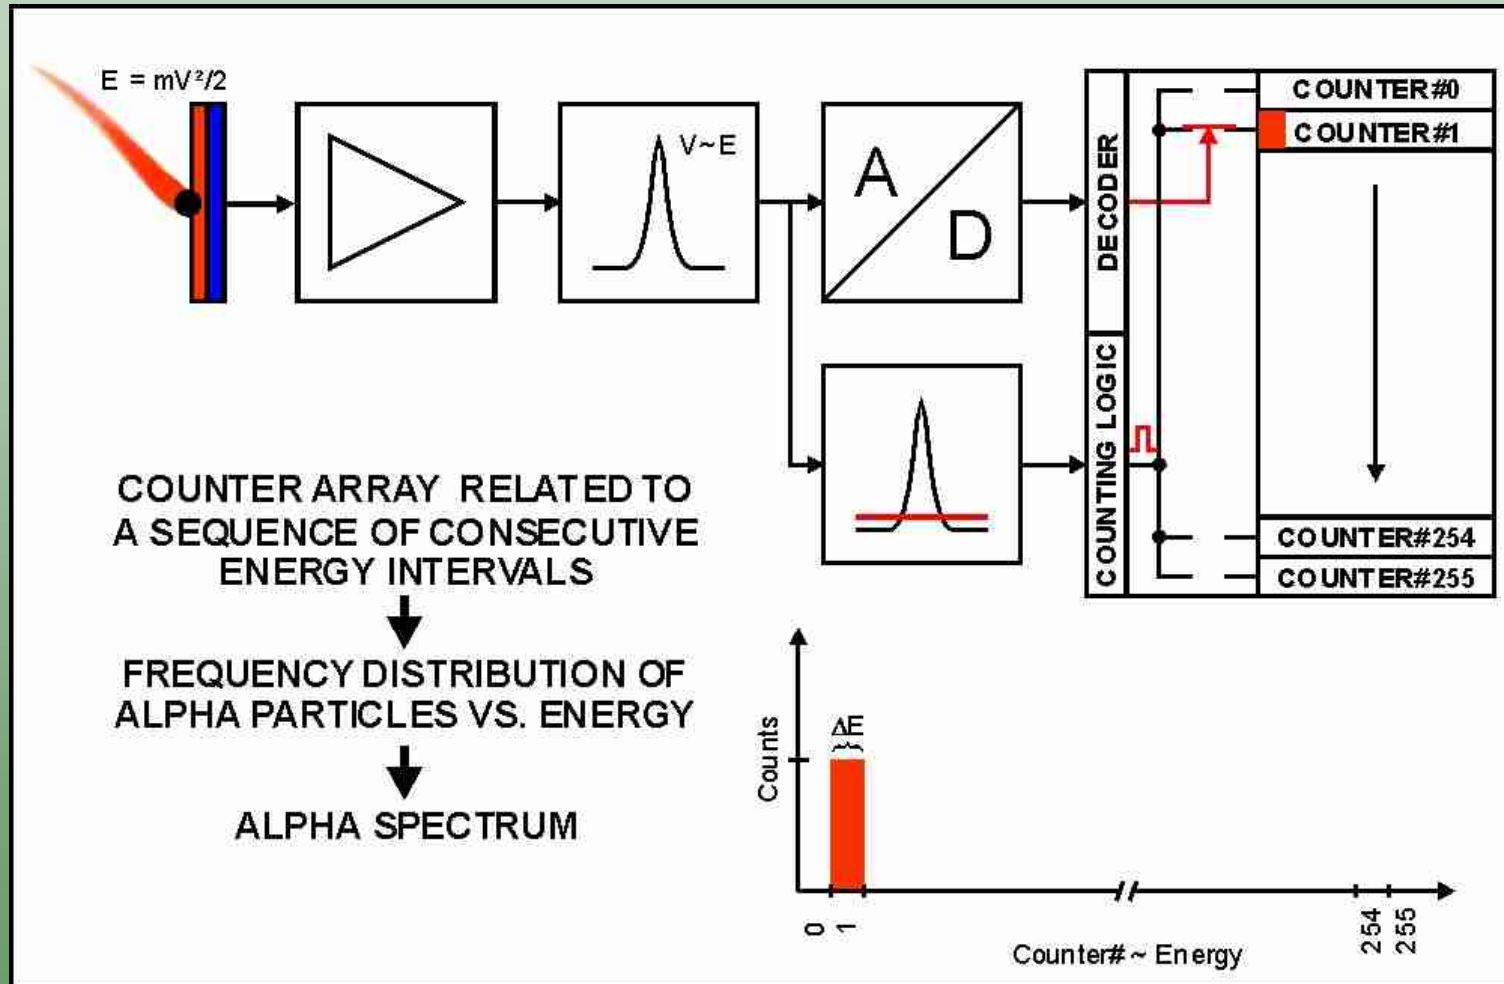 E = mV²/2
V~E
A
D
DECODER
COUNTING LOGIC
COUNTER#0
COUNTER#1
COUNTER#254
COUNTER#255
COUNTER ARRAY RELATED TO
A SEQUENCE OF CONSECUTIVE
ENERGY INTERVALS
FREQUENCY DISTRIBUTION OF
ALPHA PARTICLES VS. ENERGY
ALPHA SPECTRUM
Counts
ΔE
0
1
254
255
Counter# ~ Energy